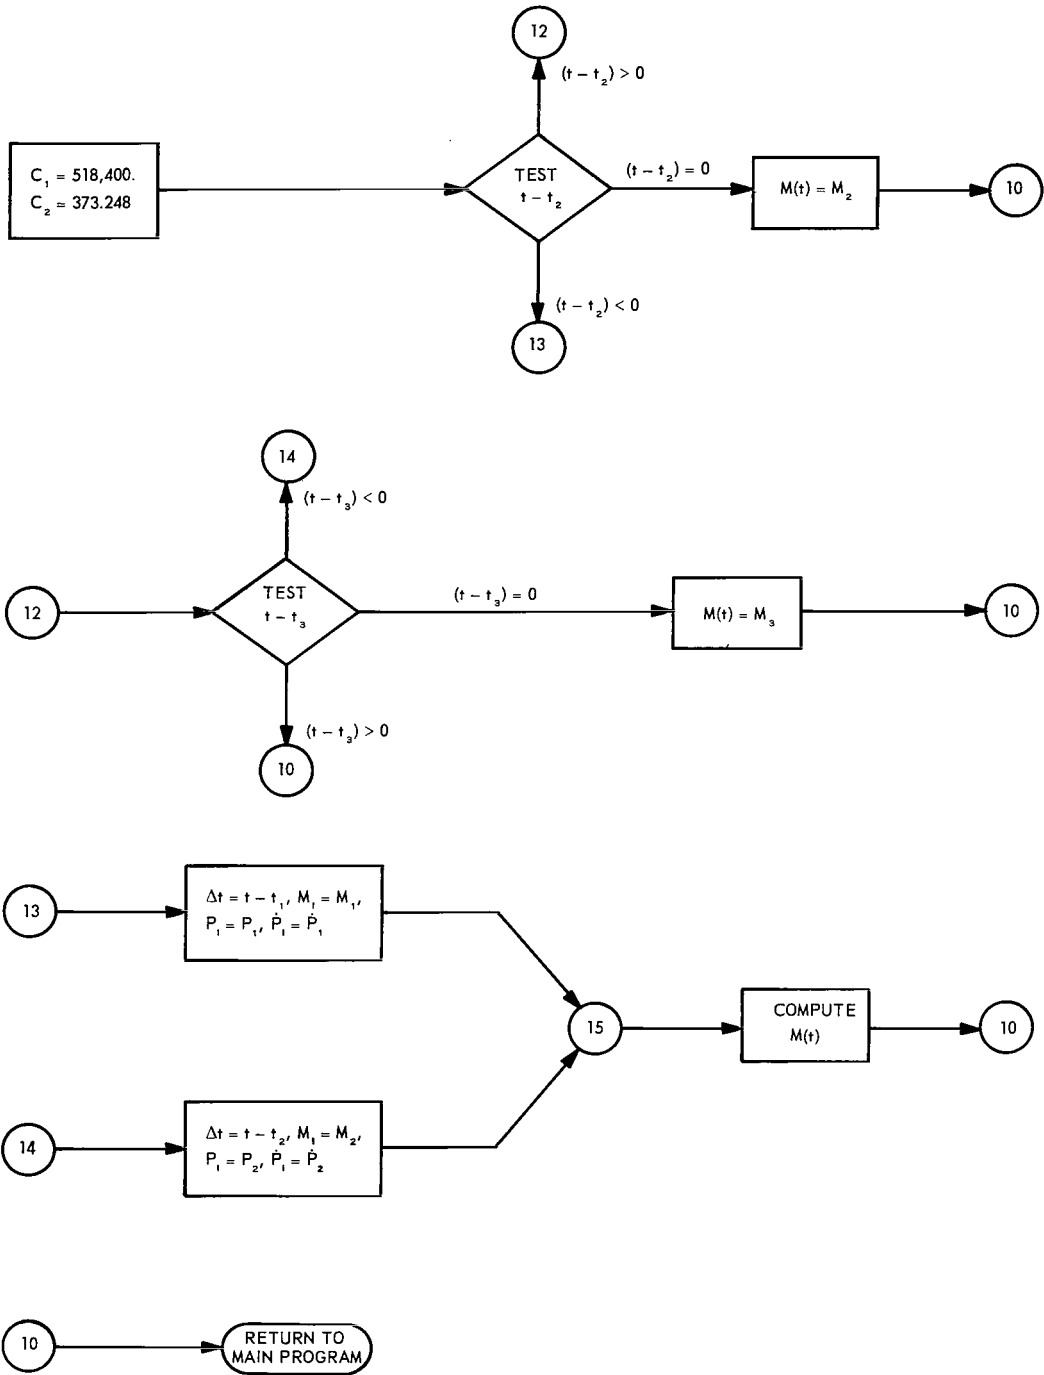 12
(t – t₂) > 0
C₁ = 518,400.
C₂ = 373.248
TEST
t – t₂
(t – t₂) = 0
M(t) = M₂
10
(t – t₂) < 0
13
14
(t – t₃) < 0
12
TEST
t – t₃
(t – t₃) = 0
M(t) = M₃
10
(t – t₃) > 0
10
13
Δt = t – t₁, M₁ = M₁,
P₁ = P₁, Ṗ₁ = Ṗ₁
15
COMPUTE
M(t)
10
14
Δt = t – t₂, M₁ = M₂,
P₁ = P₂, Ṗ₁ = Ṗ₂
10
RETURN TO
MAIN PROGRAM